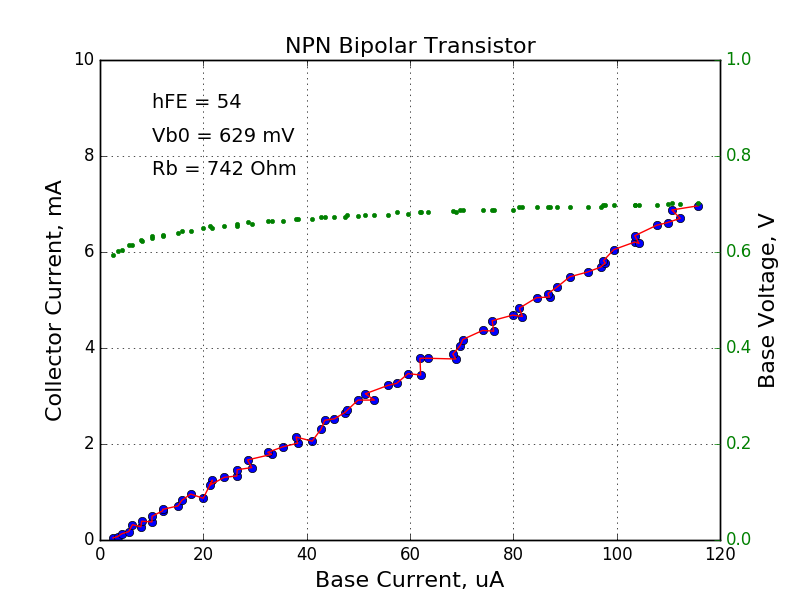 NPN Bipolar Transistor
hFE = 54
Vb0 = 629 mV
Rb = 742 Ohm
Collector Current, mA
10
8
6
4
2
0
Base Voltage, V
1.0
0.8
0.6
0.4
0.2
0.0
0 20 40 60 80 100 120
Base Current, uA